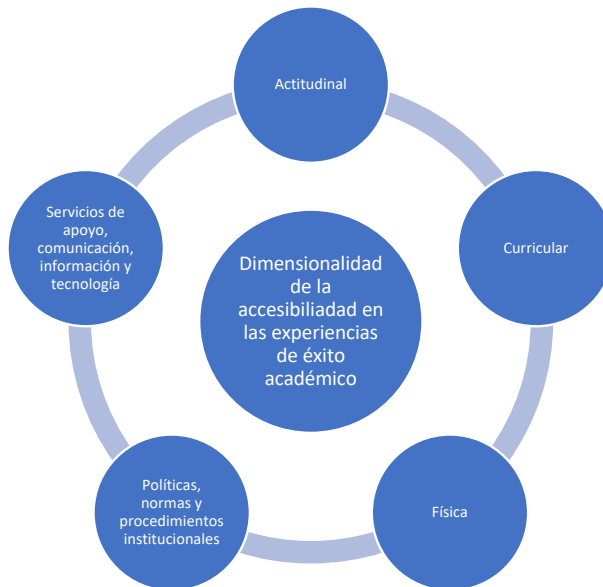 Actitudinal
Servicios de
apoyo,
comunicación,
información y
tecnología
Curricular
Dimensionalidad
de la
accesibiliadad en
las experiencias
de éxito
académico
Políticas,
normas y
procedimientos
institucionales
Física